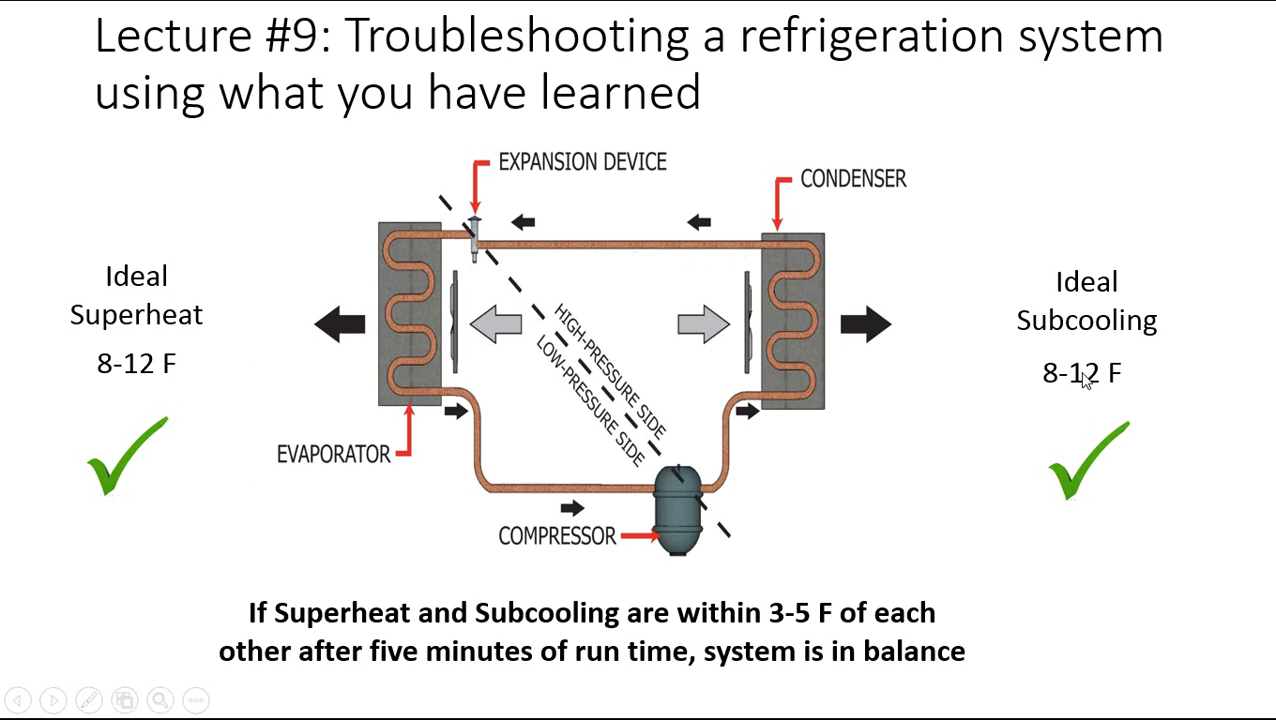 Lecture #9: Troubleshooting a refrigeration system
using what you have learned
EXPANSION DEVICE
CONDENSER
Ideal
Superheat
8-12 F
HIGH-PRESSURE SIDE
LOW-PRESSURE SIDE
Ideal
Subcooling
8-12 F
EVAPORATOR
COMPRESSOR
If Superheat and Subcooling are within 3-5 F of each
other after five minutes of run time, system is in balance